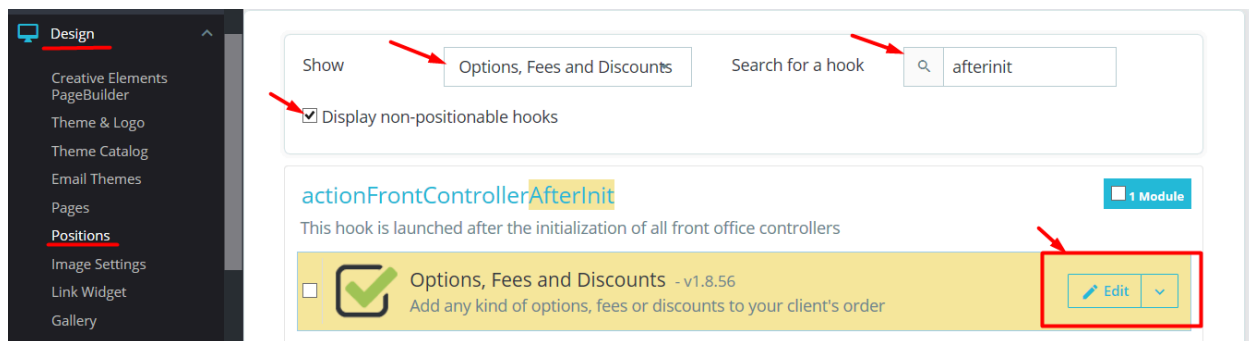 Design
Creative Elements
PageBuilder
Theme & Logo
Theme Catalog
Email Themes
Pages
Positions
Image Settings
Link Widget
Gallery
Show
Options, Fees and Discounts
Search for a hook
afterinit
Display non-positionable hooks
actionFrontControllerAfterInit
1 Module
This hook is launched after the initialization of all front office controllers
Options, Fees and Discounts - v1.8.56
Add any kind of options, fees or discounts to your client's order
Edit